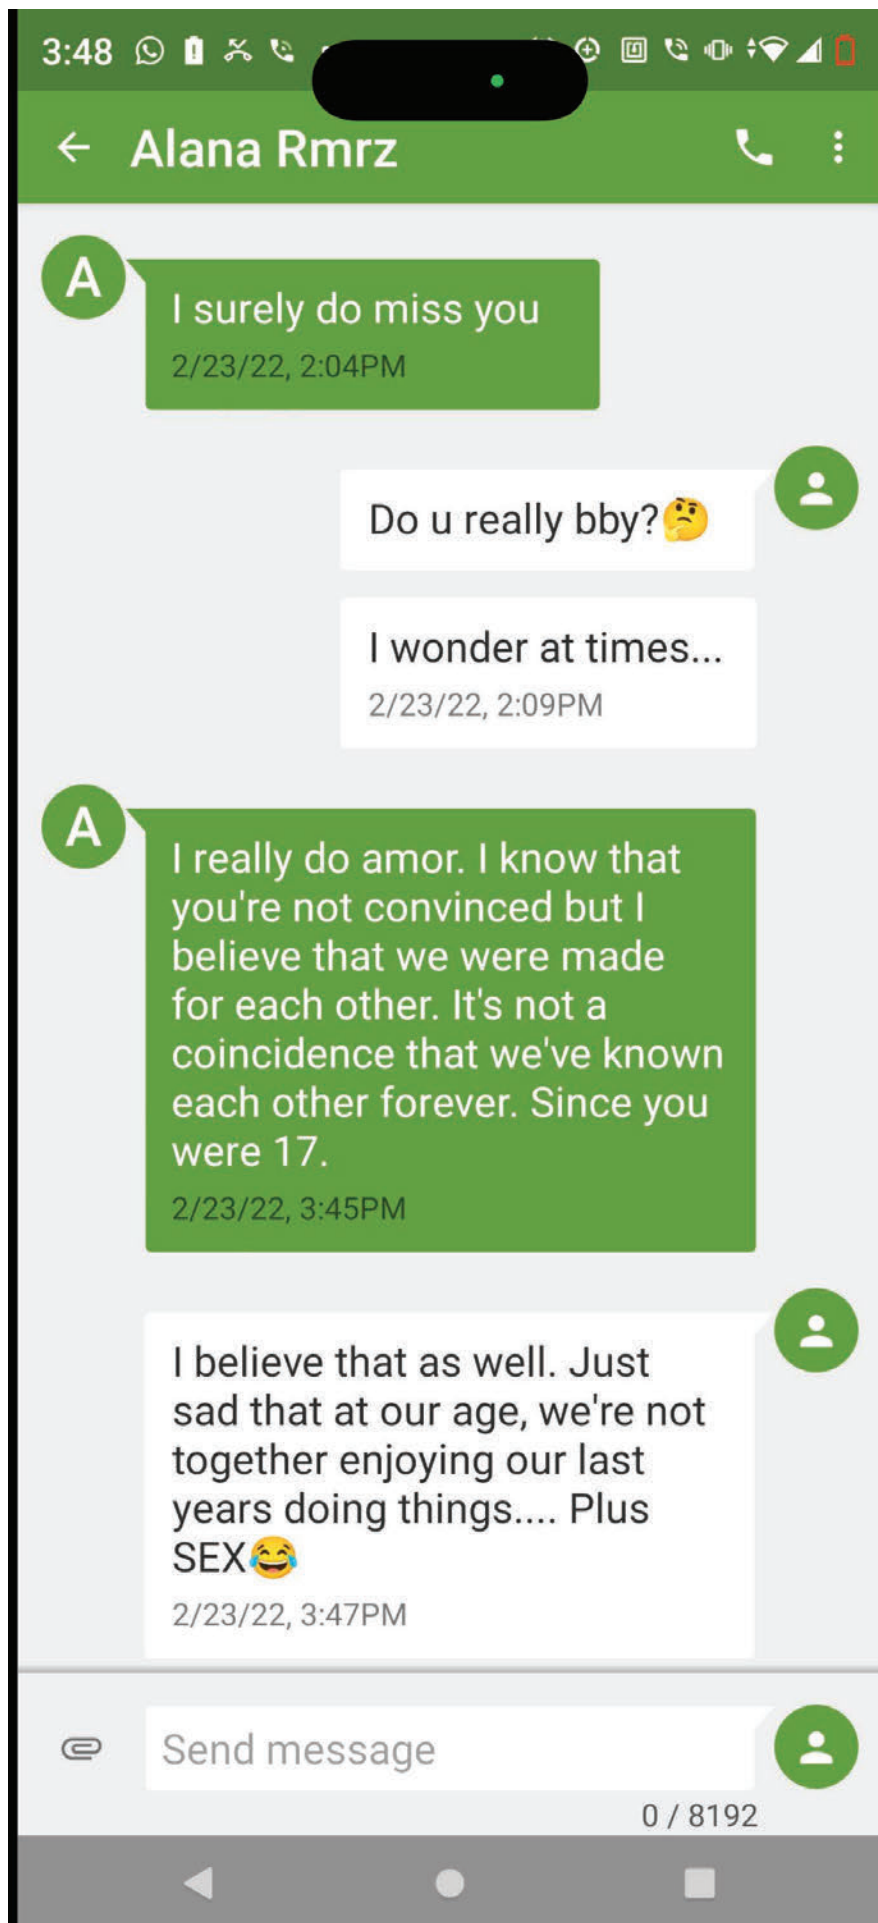 3:48
Alana Rmrz
A
I surely do miss you
2/23/22, 2:04PM
Do u really bby?🤔
I wonder at times...
2/23/22, 2:09PM
A
I really do amor. I know that
you're not convinced but I
believe that we were made
for each other. It's not a
coincidence that we've known
each other forever. Since you
were 17.
2/23/22, 3:45PM
I believe that as well. Just
sad that at our age, we're not
together enjoying our last
years doing things.... Plus
SEX😂
2/23/22, 3:47PM
Send message
0 / 8192